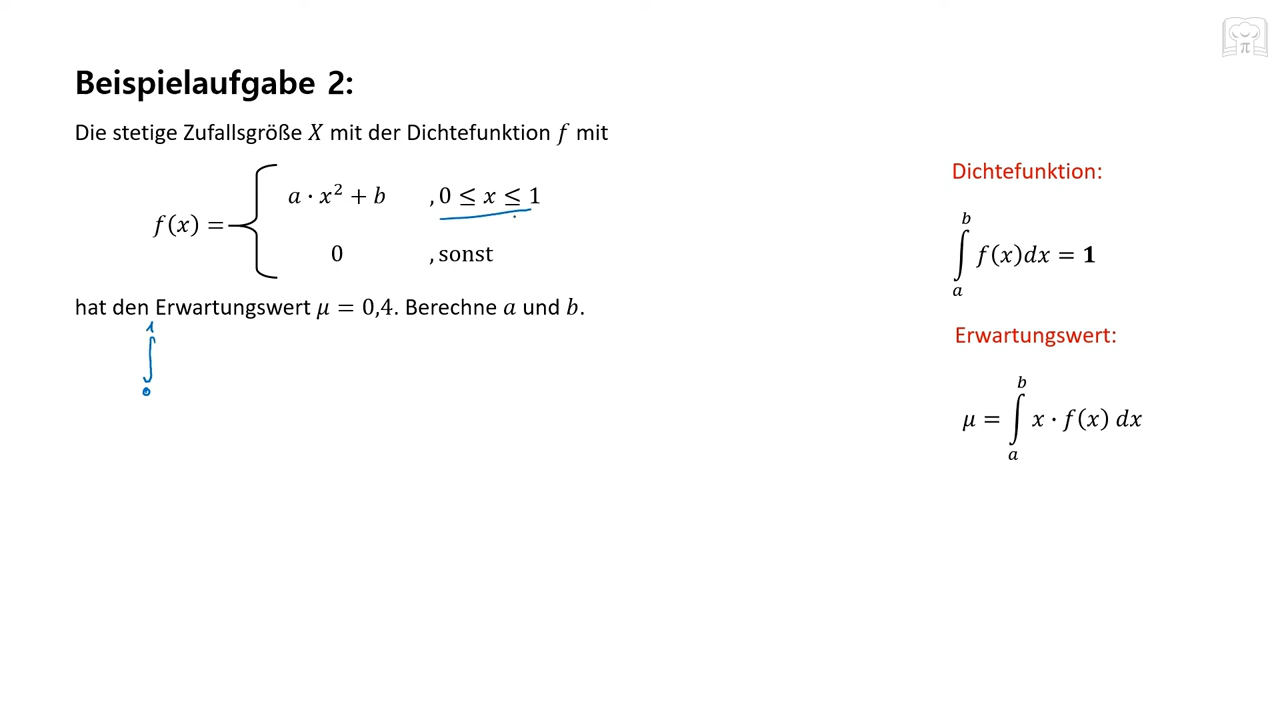 Beispielaufgabe 2:
Die stetige Zufallsgröße X mit der Dichtefunktion f mit
f(x) = { a · x² + b , 0 ≤ x ≤ 1
0 , sonst
hat den Erwartungswert μ = 0,4. Berechne a und b.
1
∫
0
Dichtefunktion:
b
∫ f(x)dx = 1
a
Erwartungswert:
b
μ = ∫ x · f(x) dx
a
π